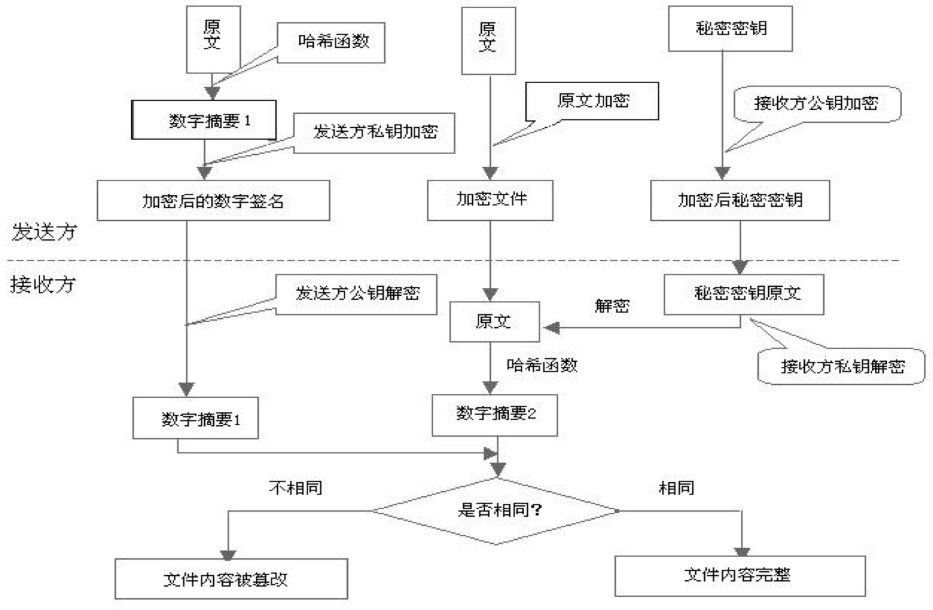 原文
哈希函数
原文
秘密密钥
数字摘要1
发送方私钥加密
原文加密
接收方公钥加密
加密后的数字签名
加密文件
加密后秘密密钥
发送方
接收方
发送方公钥解密
原文
解密
秘密密钥原文
哈希函数
接收方私钥解密
数字摘要1
数字摘要2
不相同
是否相同?
相同
文件内容被篡改
文件内容完整